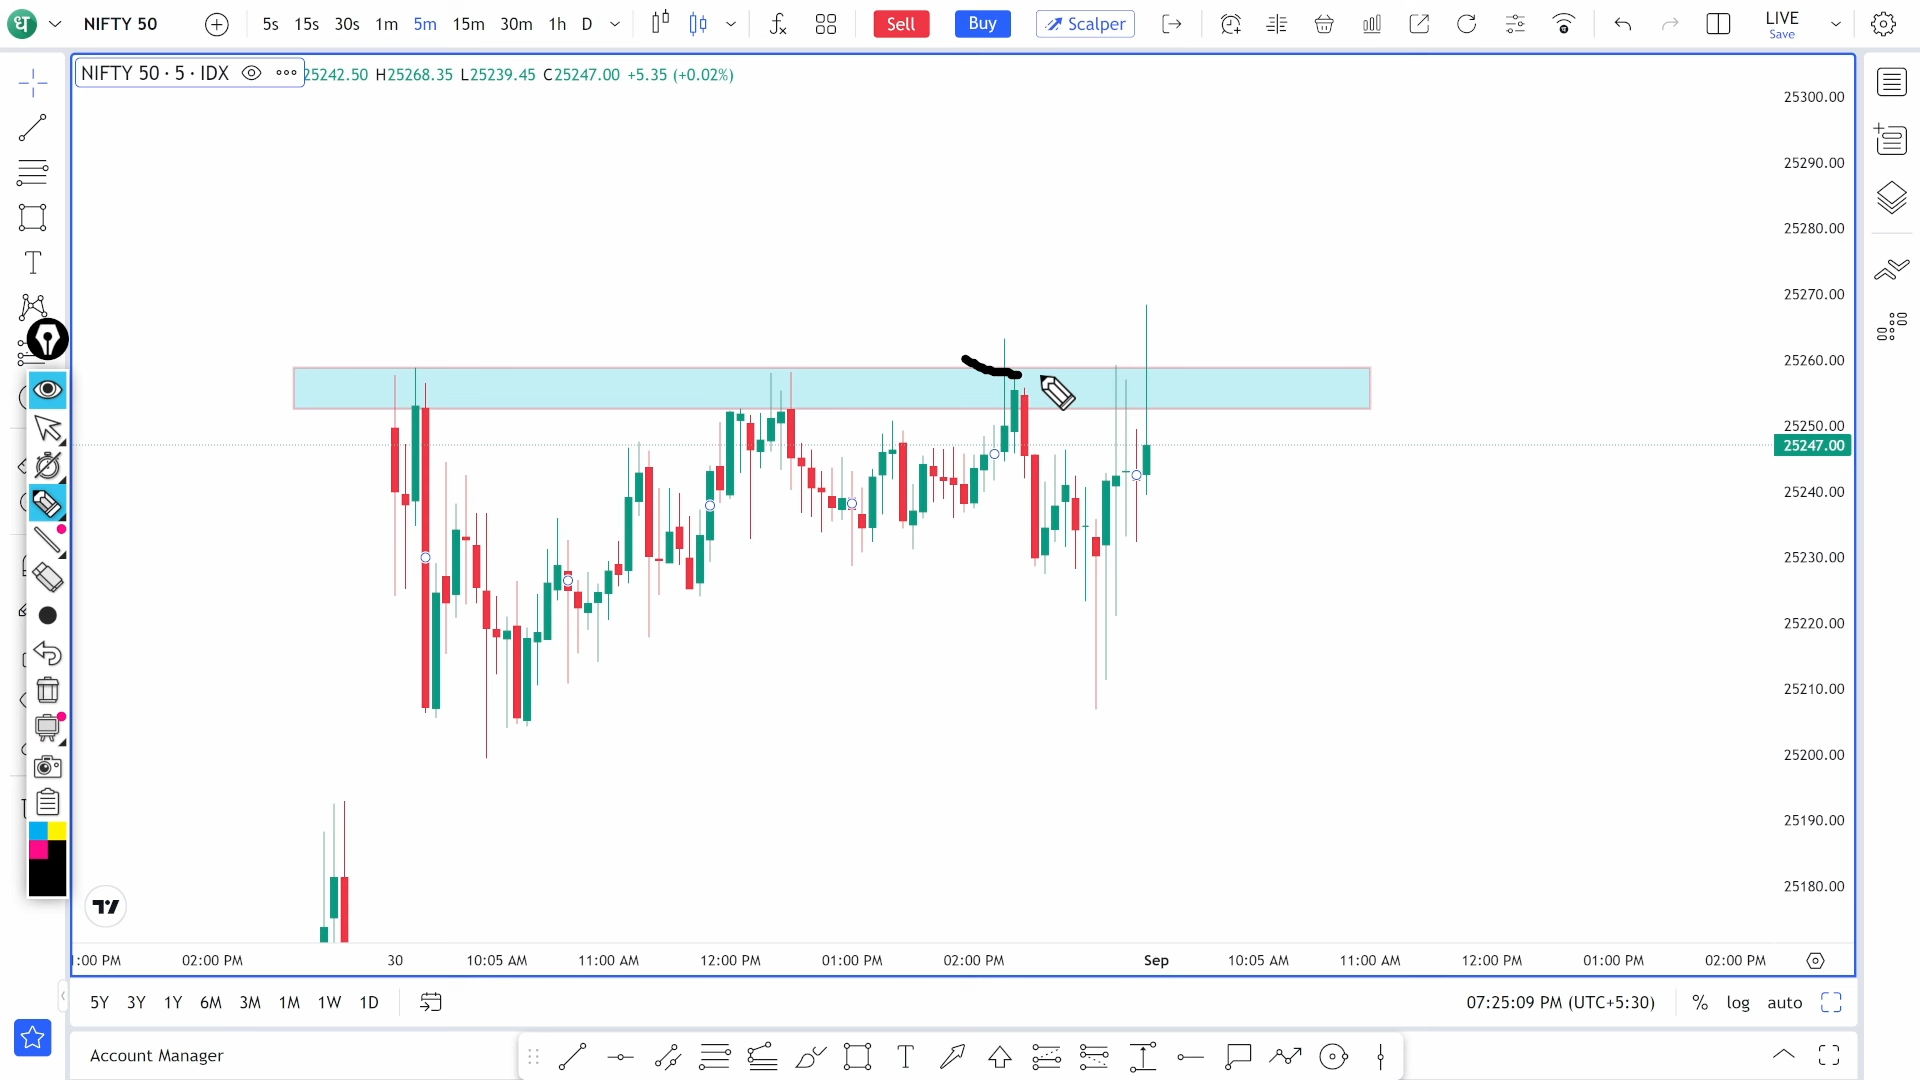 धा NIFTY 50 5s 15s 30s 1m 5m 15m 30m 1h D Sell Buy Scalper LIVE
Save
NIFTY 50 · 5 · IDX 25242.50 H25268.35 L25239.45 C25247.00 +5.35 (+0.02%)
25300.00
25290.00
25280.00
25270.00
25260.00
25250.00
25247.00
25240.00
25230.00
25220.00
25210.00
25200.00
25190.00
25180.00
:00 PM 02:00 PM 30 10:05 AM 11:00 AM 12:00 PM 01:00 PM 02:00 PM Sep 10:05 AM 11:00 AM 12:00 PM 01:00 PM 02:00 PM
5Y 3Y 1Y 6M 3M 1M 1W 1D 07:25:09 PM (UTC+5:30) % log auto
Account Manager